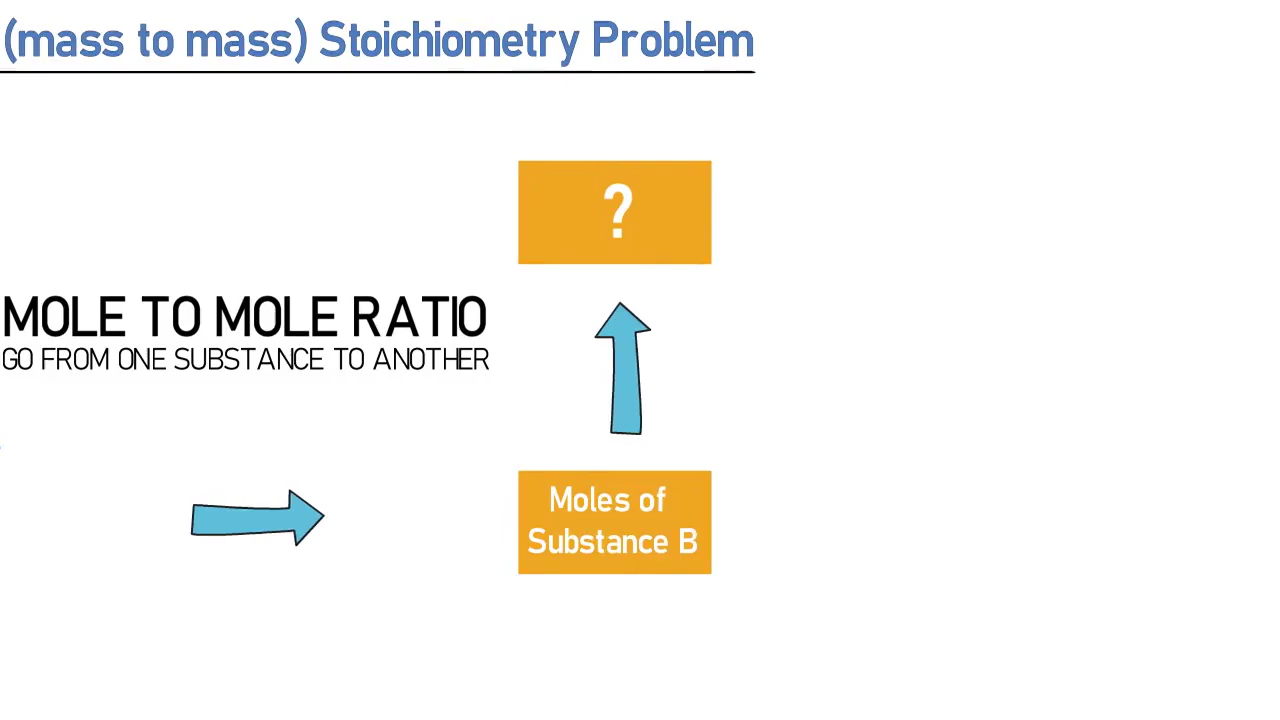 (mass to mass) Stoichiometry Problem
?
MOLE TO MOLE RATIO
GO FROM ONE SUBSTANCE TO ANOTHER
Moles of
Substance B